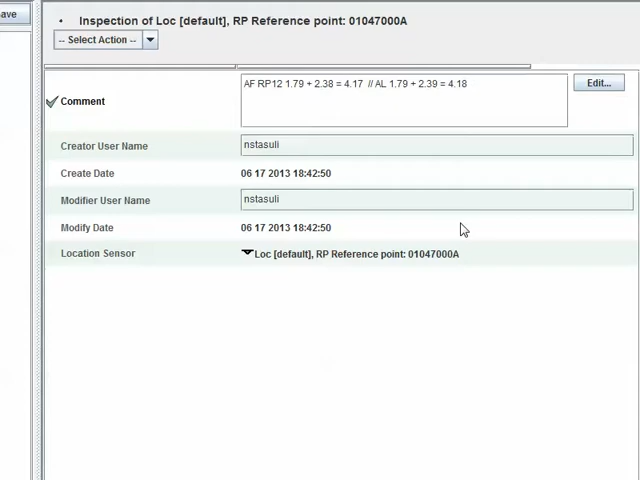 ave
• Inspection of Loc [default], RP Reference point: 01047000A
-- Select Action --
Comment
AF RP12 1.79 + 2.38 = 4.17 // AL 1.79 + 2.39 = 4.18
Edit...
Creator User Name
nstasuli
Create Date
06 17 2013 18:42:50
Modifier User Name
nstasuli
Modify Date
06 17 2013 18:42:50
Location Sensor
Loc [default], RP Reference point: 01047000A